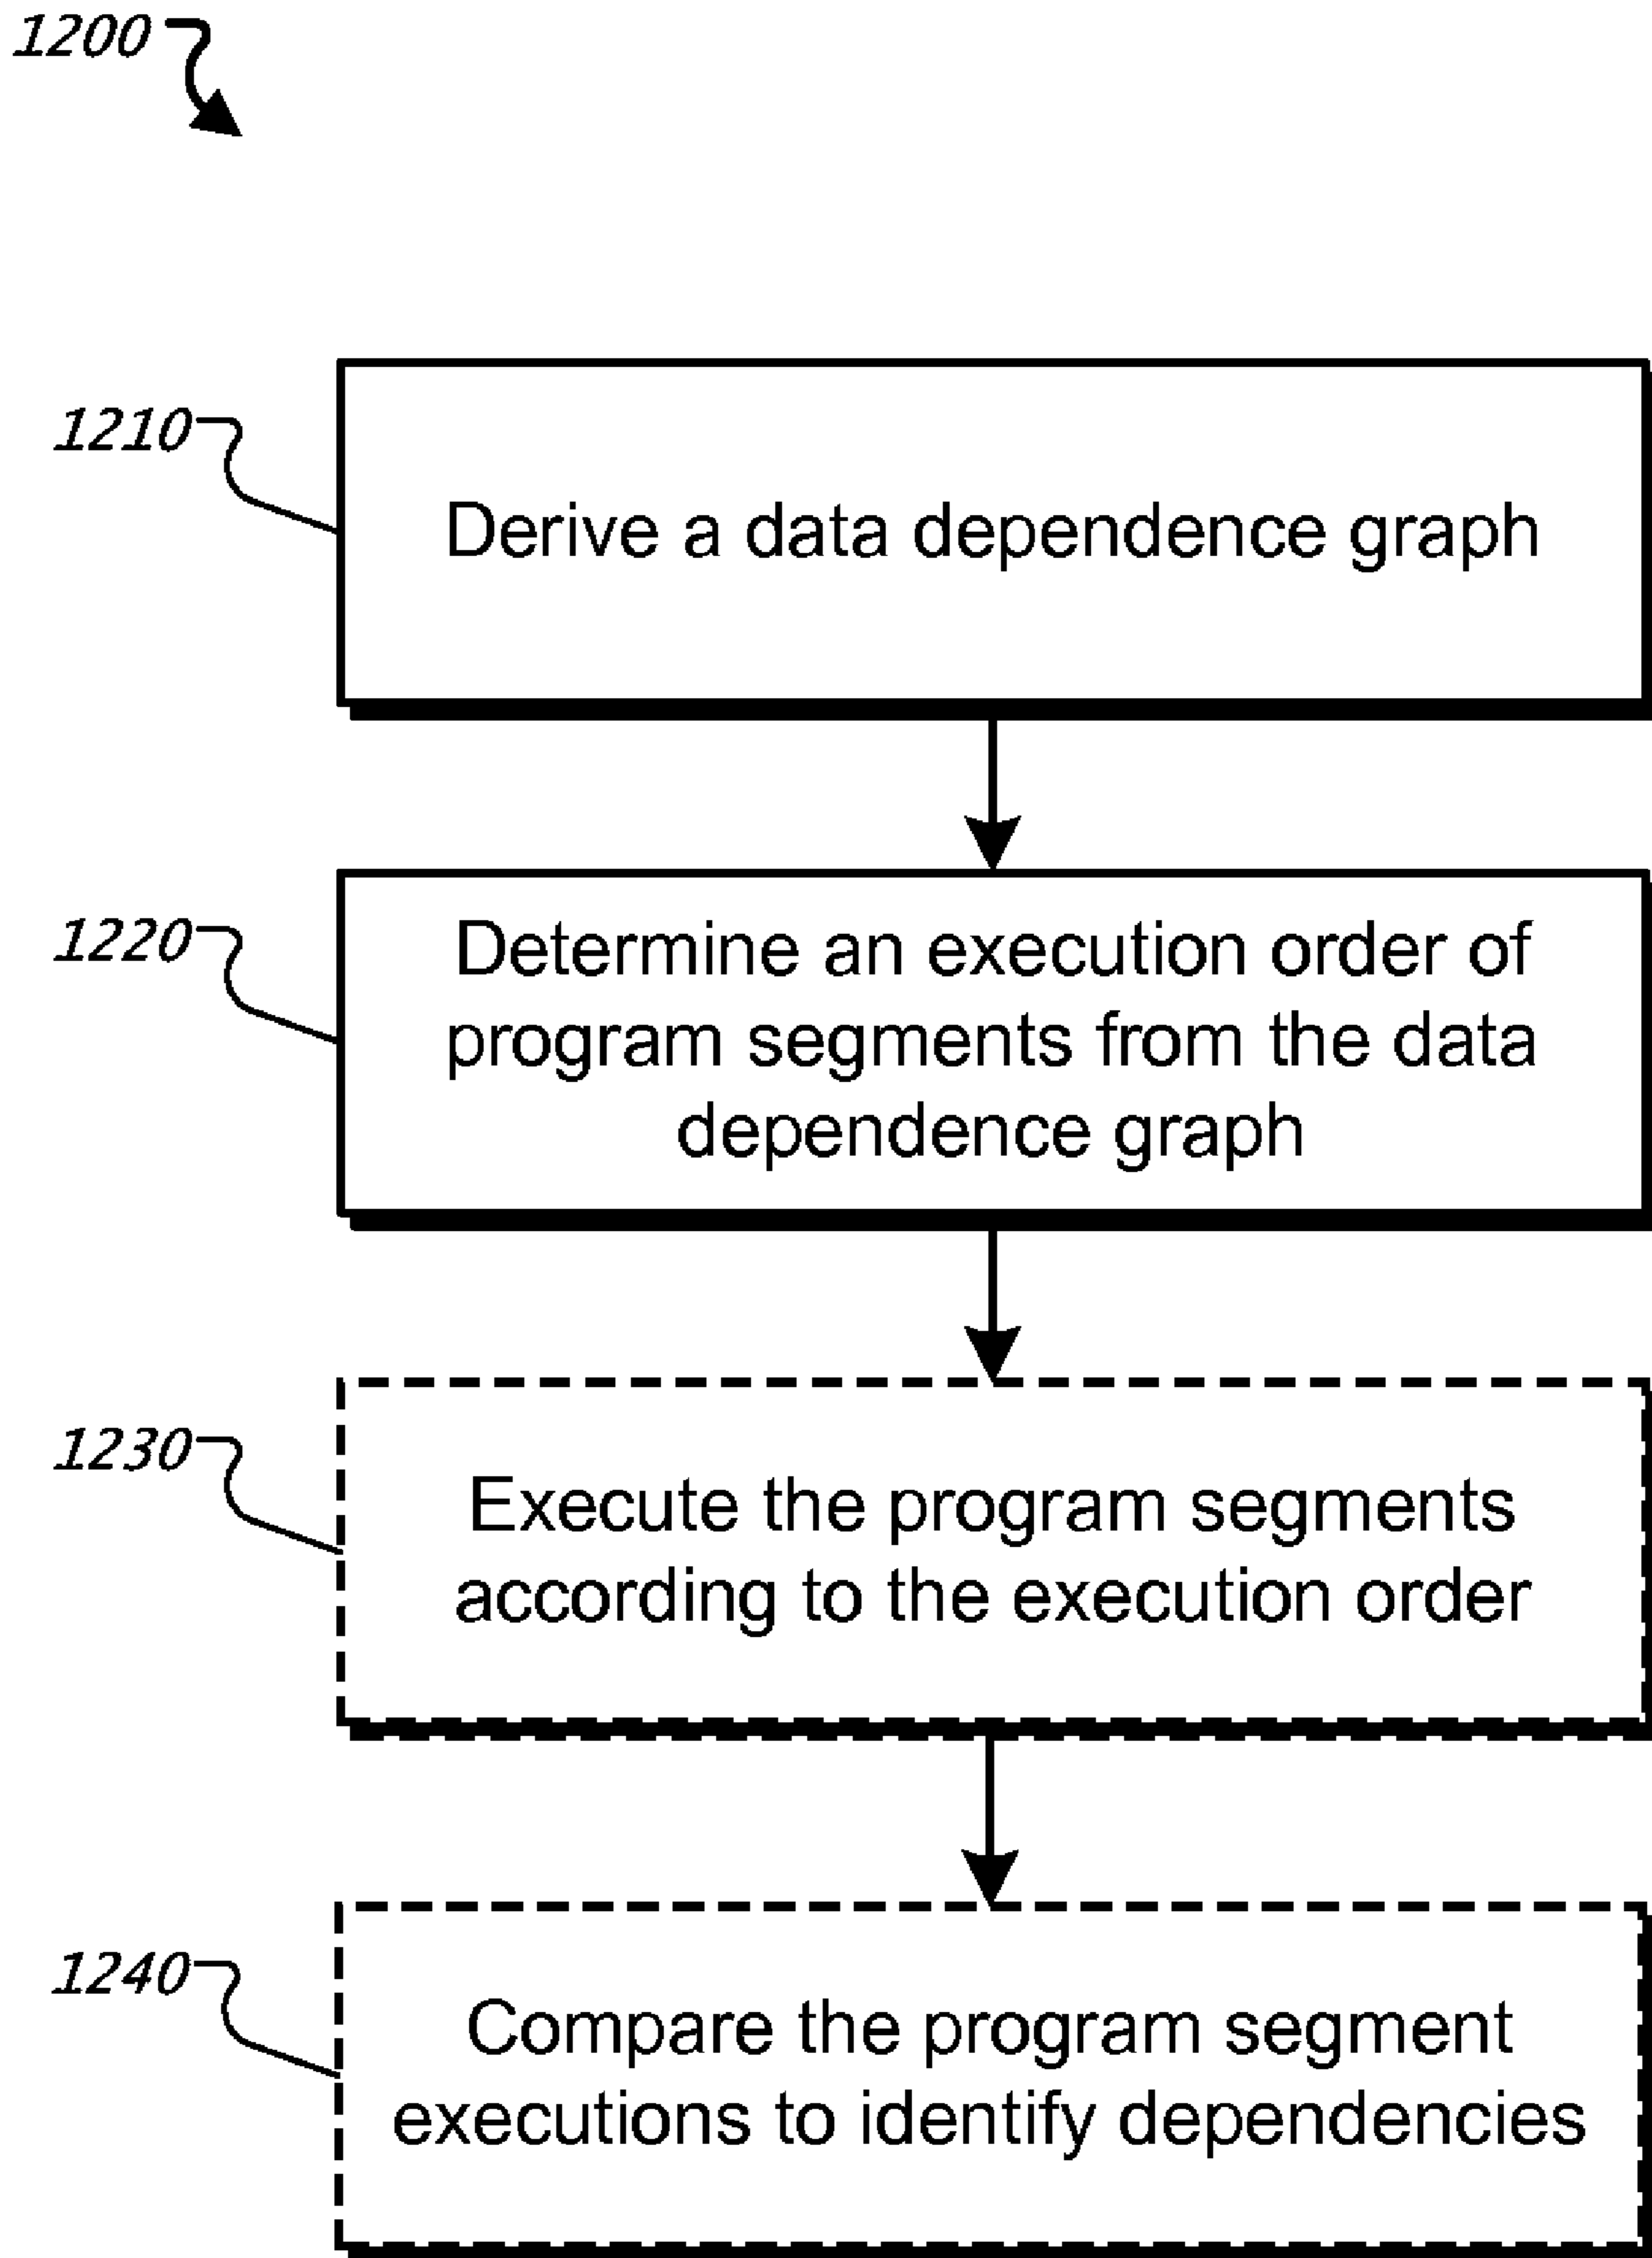 1200
1210
Derive a data dependence graph
1220
Determine an execution order of
program segments from the data
dependence graph
1230
Execute the program segments
according to the execution order
1240
Compare the program segment
executions to identify dependencies